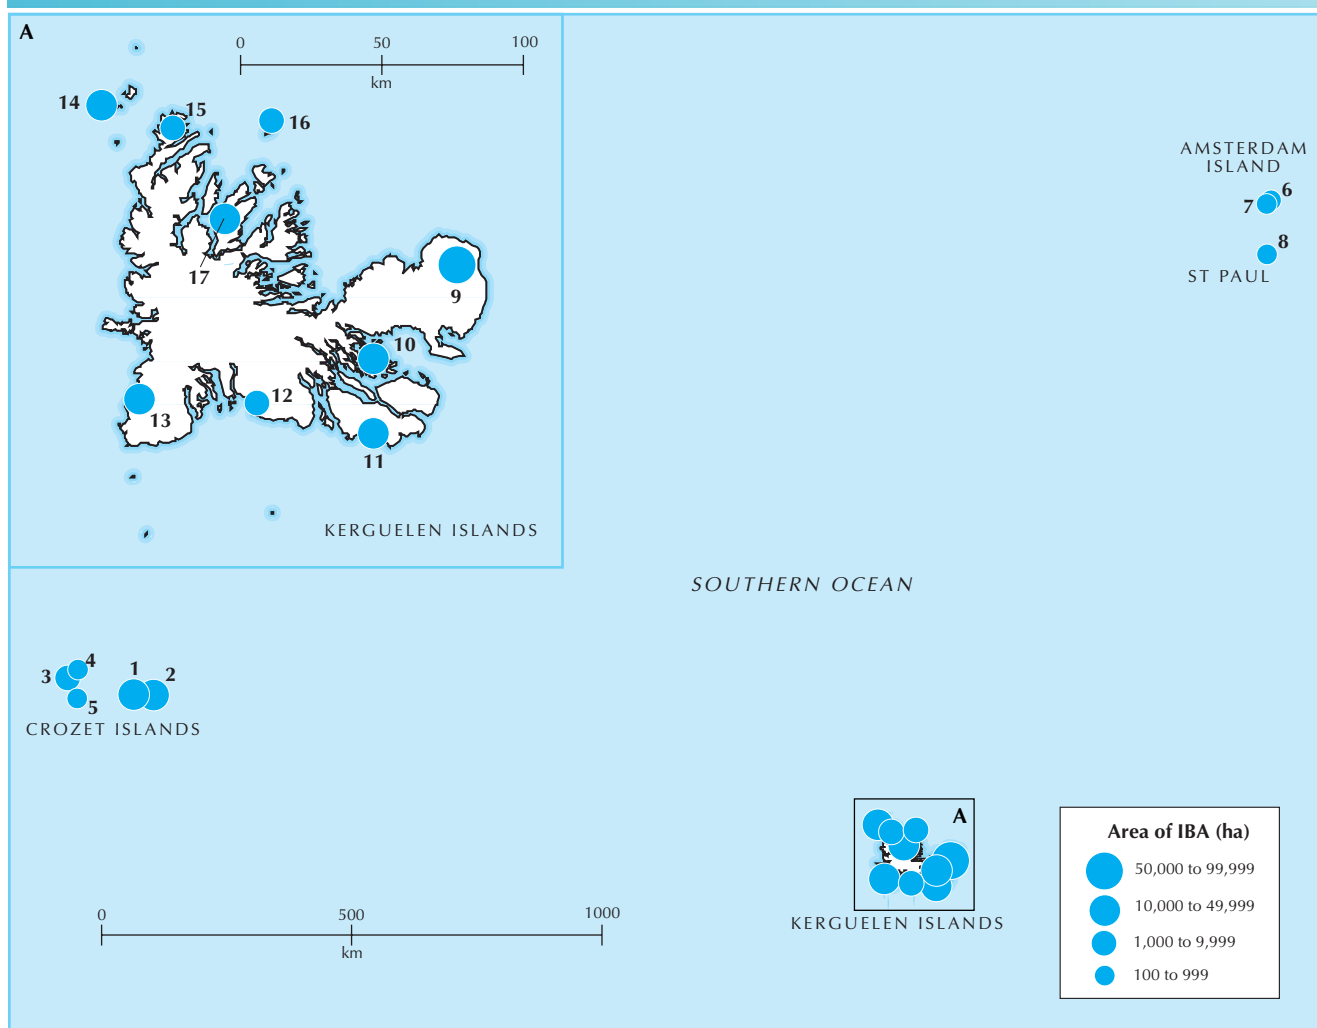 A
0 50 100
km
14
15
16
17
9
10
12
13
11
KERGUELEN ISLANDS
AMSTERDAM
ISLAND
6
7
8
ST PAUL
SOUTHERN OCEAN
3
4
1
2
5
CROZET ISLANDS
A
KERGUELEN ISLANDS
0 500 1000
km
Area of IBA (ha)
50,000 to 99,999
10,000 to 49,999
1,000 to 9,999
100 to 999